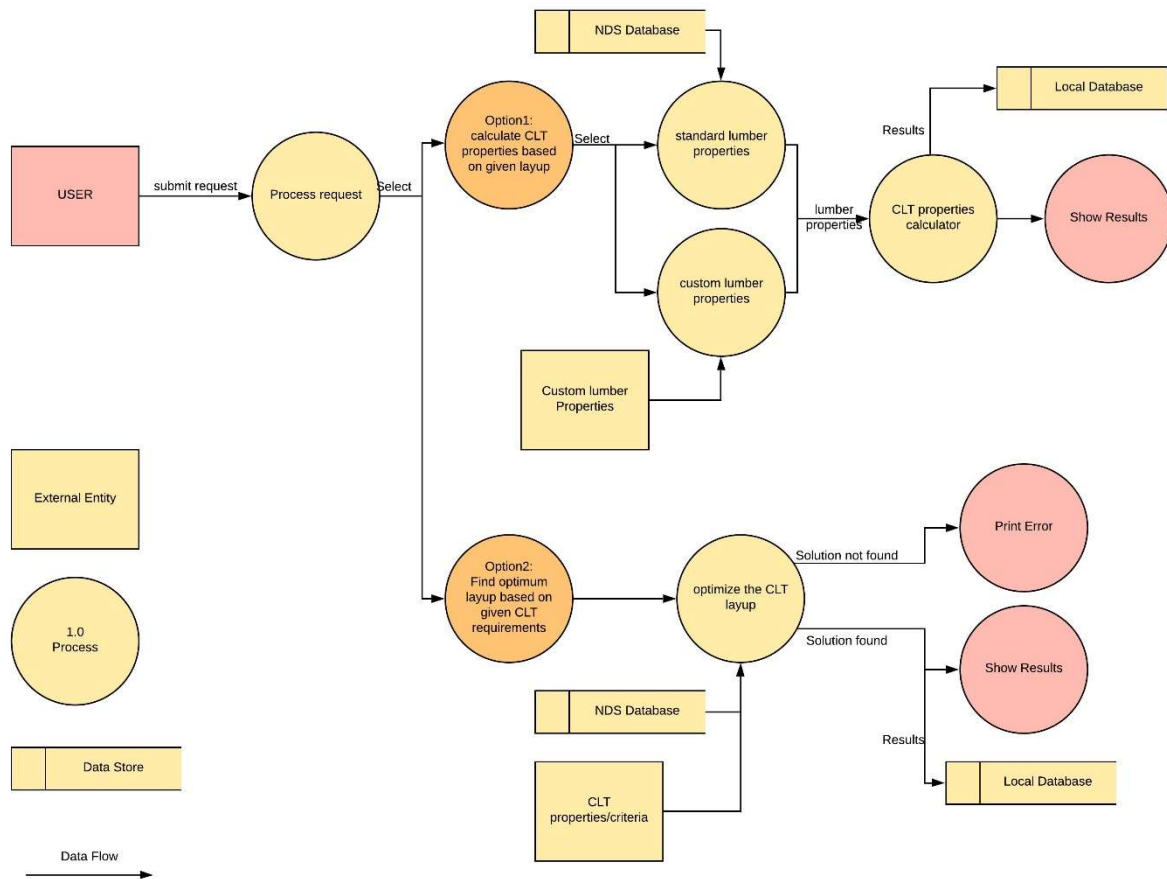 NDS Database
Local Database
Option1:
calculate CLT
properties based
on given layup
Select
standard lumber
properties
Results
USER
submit request
Process request
Select
lumber
properties
CLT properties
calculator
Show Results
custom lumber
properties
Custom lumber
Properties
External Entity
Print Error
Solution not found
Option2:
Find optimum
layup based on
given CLT
requirements
optimize the CLT
layup
1.0
Process
Solution found
Show Results
NDS Database
Results
Data Store
Local Database
CLT
properties/criteria
Data Flow